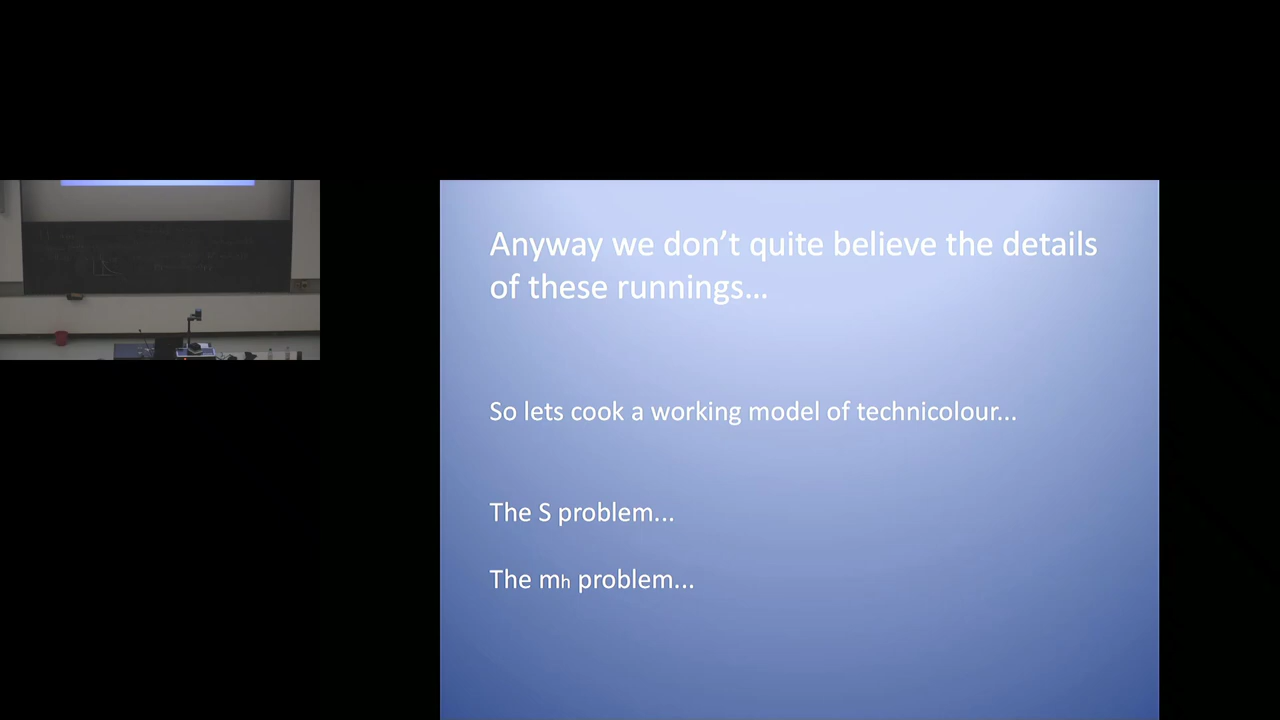 Anyway we don’t quite believe the details
of these runnings…
So lets cook a working model of technicolour…
The S problem…
The mh problem…